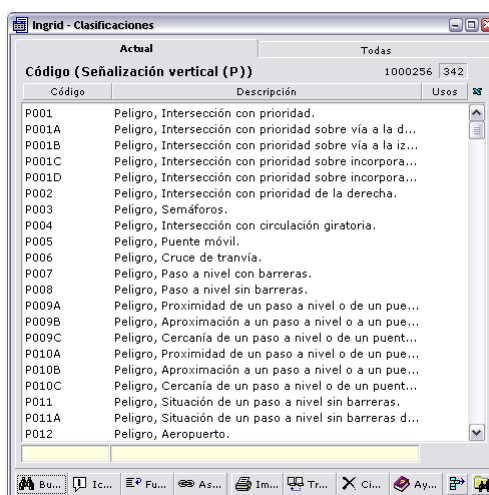 Ingrid - Clasificaciones
Actual Todas
Código (Señalización vertical (P)) 1000256 342
Código Descripción Usos
P001 Peligro, Intersección con prioridad.
P001A Peligro, Intersección con prioridad sobre vía a la d...
P001B Peligro, Intersección con prioridad sobre vía a la iz...
P001C Peligro, Intersección con prioridad sobre incorpora...
P001D Peligro, Intersección con prioridad sobre incorpora...
P002 Peligro, Intersección con prioridad de la derecha.
P003 Peligro, Semáforos.
P004 Peligro, Intersección con circulación giratoria.
P005 Peligro, Puente móvil.
P006 Peligro, Cruce de tranvía.
P007 Peligro, Paso a nivel con barreras.
P008 Peligro, Paso a nivel sin barreras.
P009A Peligro, Proximidad de un paso a nivel o de un pue...
P009B Peligro, Aproximación a un paso a nivel o a un pue...
P009C Peligro, Cercanía de un paso a nivel o de un puent...
P010A Peligro, Proximidad de un paso a nivel o de un pue...
P010B Peligro, Aproximación a un paso a nivel o a un pue...
P010C Peligro, Cercanía de un paso a nivel o de un puent...
P011 Peligro, Situación de un paso a nivel sin barreras.
P011A Peligro, Situación de un paso a nivel sin barreras d...
P012 Peligro, Aeropuerto.
Bu... Ic... Fu... As... Im... Tr... Ci... Ay...